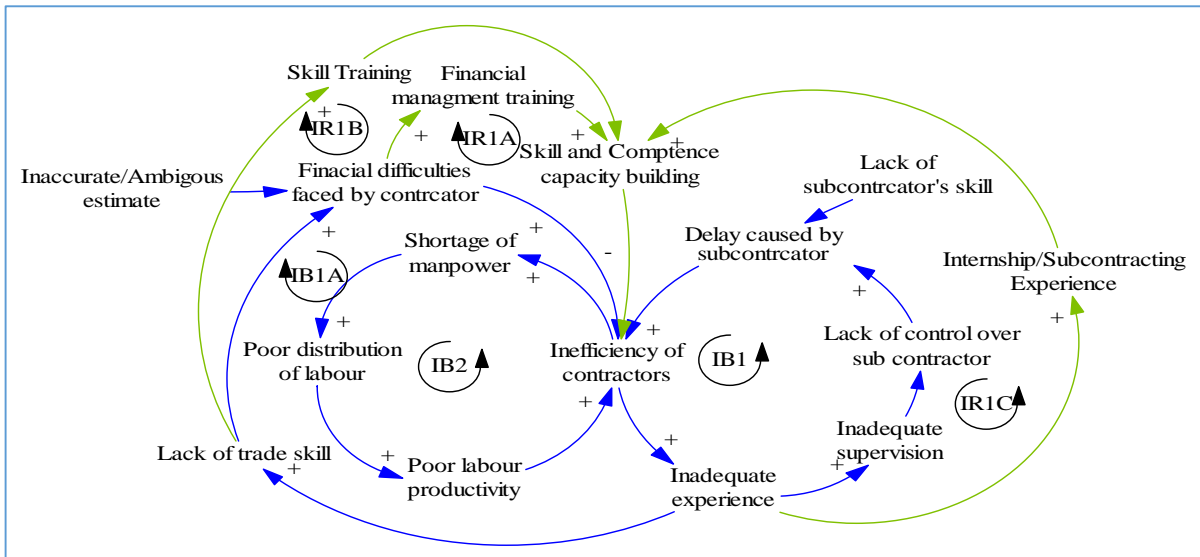 Skill Training
Financial
managment training
IR1B
IR1A
Skill and Comptence
capacity building
Inaccurate/Ambigous
estimate
Finacial difficulties
faced by contrcator
Lack of
subcontrcator's skill
Shortage of
manpower
Delay caused by
subcontrcator
Internship/Subcontracting
Experience
IB1A
Poor distribution
of labour
IB2
Inefficiency of
contractors
IB1
Lack of control over
sub contractor
IR1C
Lack of trade skill
Poor labour
productivity
Inadequate
experience
Inadequate
supervision
+
+
+
+
+
+
+
-
+
+
+
+
+
+
+
+
+
+